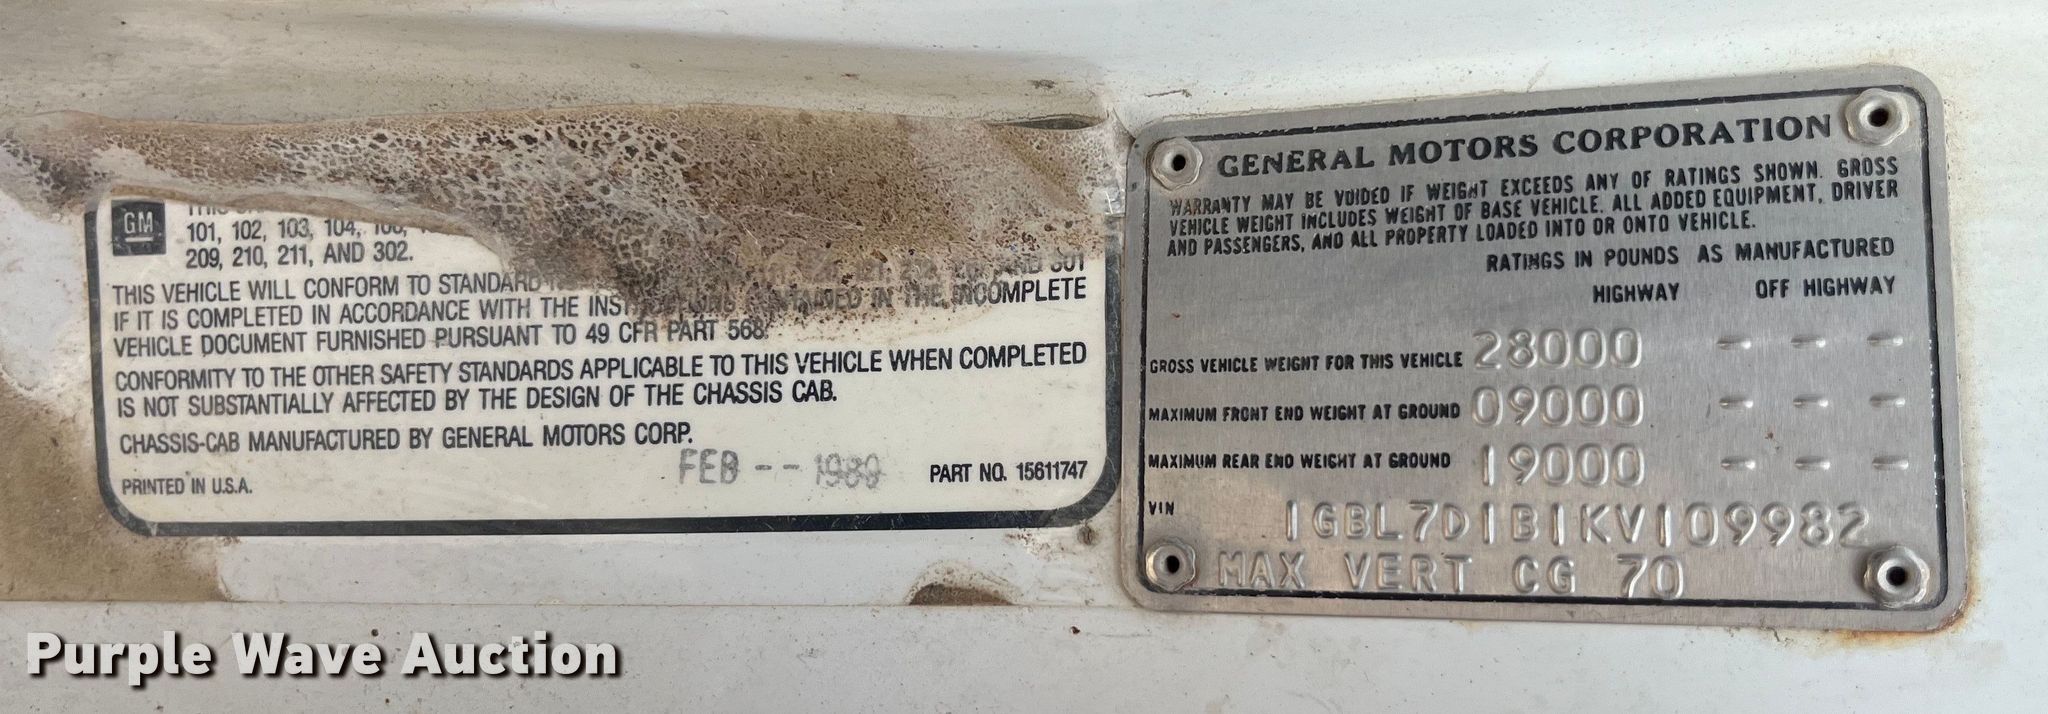 GM
101, 102, 103, 104,
209, 210, 211, AND 302.
AND 301
THIS VEHICLE WILL CONFORM TO STANDARD
IF IT IS COMPLETED IN ACCORDANCE WITH THE INSTRUCTIONS CONTAINED IN THE INCOMPLETE
VEHICLE DOCUMENT FURNISHED PURSUANT TO 49 CFR PART 568.
CONFORMITY TO THE OTHER SAFETY STANDARDS APPLICABLE TO THIS VEHICLE WHEN COMPLETED
IS NOT SUBSTANTIALLY AFFECTED BY THE DESIGN OF THE CHASSIS CAB.
CHASSIS-CAB MANUFACTURED BY GENERAL MOTORS CORP.
FEB -- 1989
PRINTED IN U.S.A.
PART NO. 15611747
GENERAL MOTORS CORPORATION
WARRANTY MAY BE VOIDED IF WEIGHT EXCEEDS ANY OF RATINGS SHOWN. GROSS
VEHICLE WEIGHT INCLUDES WEIGHT OF BASE VEHICLE, ALL ADDED EQUIPMENT, DRIVER
AND PASSENGERS, AND ALL PROPERTY LOADED INTO OR ONTO VEHICLE.
RATINGS IN POUNDS AS MANUFACTURED
HIGHWAY OFF HIGHWAY
GROSS VEHICLE WEIGHT FOR THIS VEHICLE 28000 - - -
MAXIMUM FRONT END WEIGHT AT GROUND 09000 - - -
MAXIMUM REAR END WEIGHT AT GROUND 19000 - - -
VIN 1GBL7D1B1KV109982
MAX VERT CG 70
Purple Wave Auction